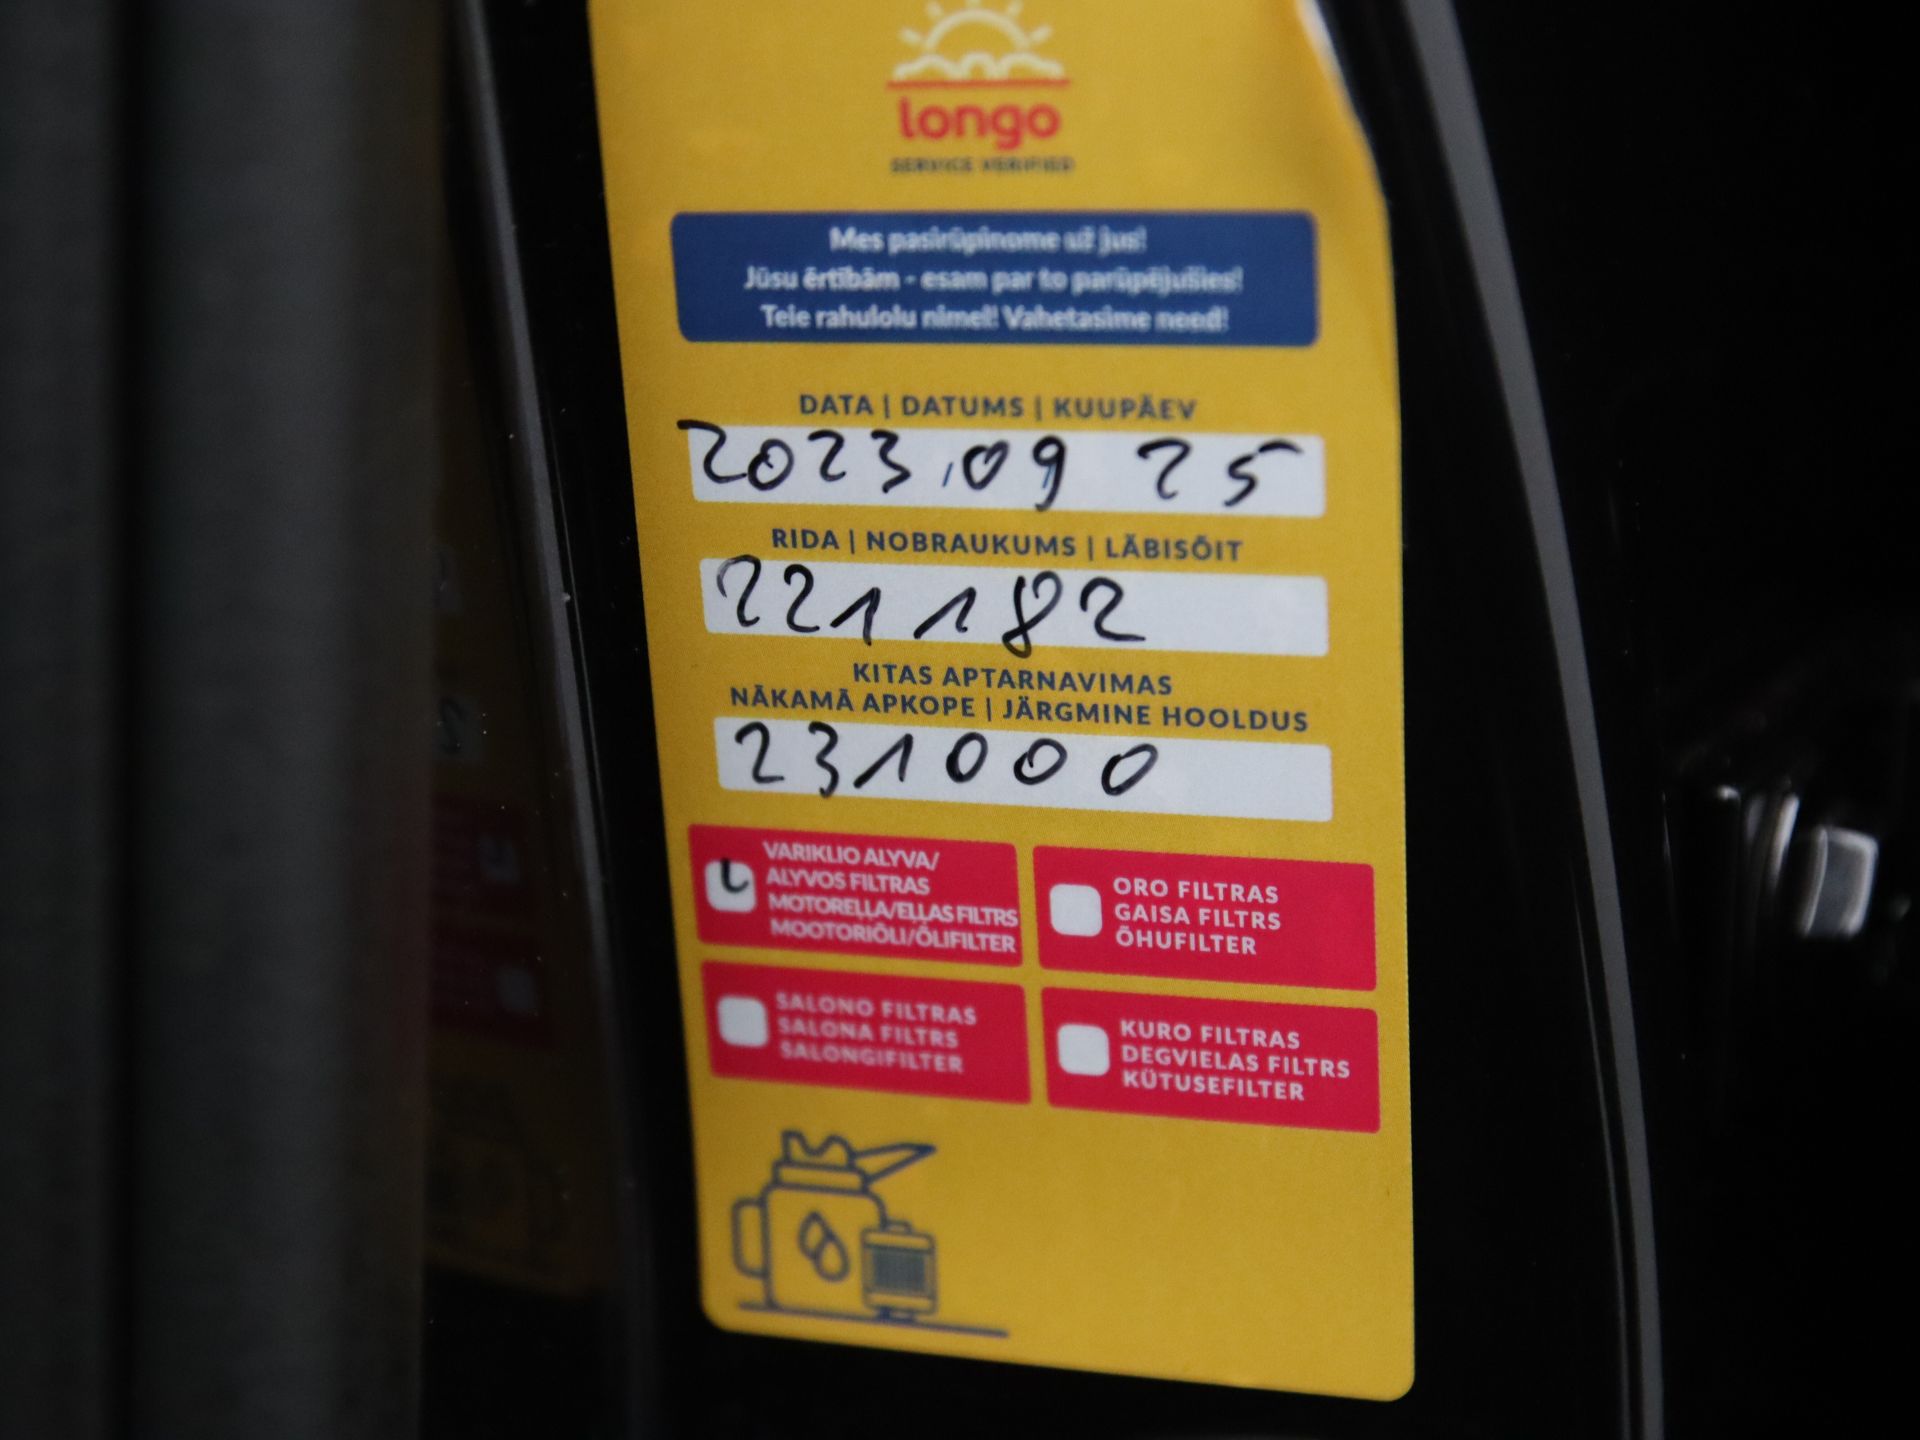 longo
SERVICE VERIFIED
Mes pasirūpinome už jus!
Jūsu ērtībām - esam par to parūpējušies!
Teie rahulolu nimel! Vahetasime need!
DATA | DATUMS | KUUPÄEV
2023.09 25
RIDA | NOBRAUKUMS | LÄBISÕIT
221182
KITAS APTARNAVIMAS
NĀKAMĀ APKOPE | JÄRGMINE HOOLDUS
231000
VARIKLIO ALYVA/
ALYVOS FILTRAS
MOTOREĻĻA/EĻĻAS FILTRS
MOOTORIÕLI/ÕLIFILTER
ORO FILTRAS
GAISA FILTRS
ÕHUFILTER
SALONO FILTRAS
SALONA FILTRS
SALONGIFILTER
KURO FILTRAS
DEGVIELAS FILTRS
KÜTUSEFILTER